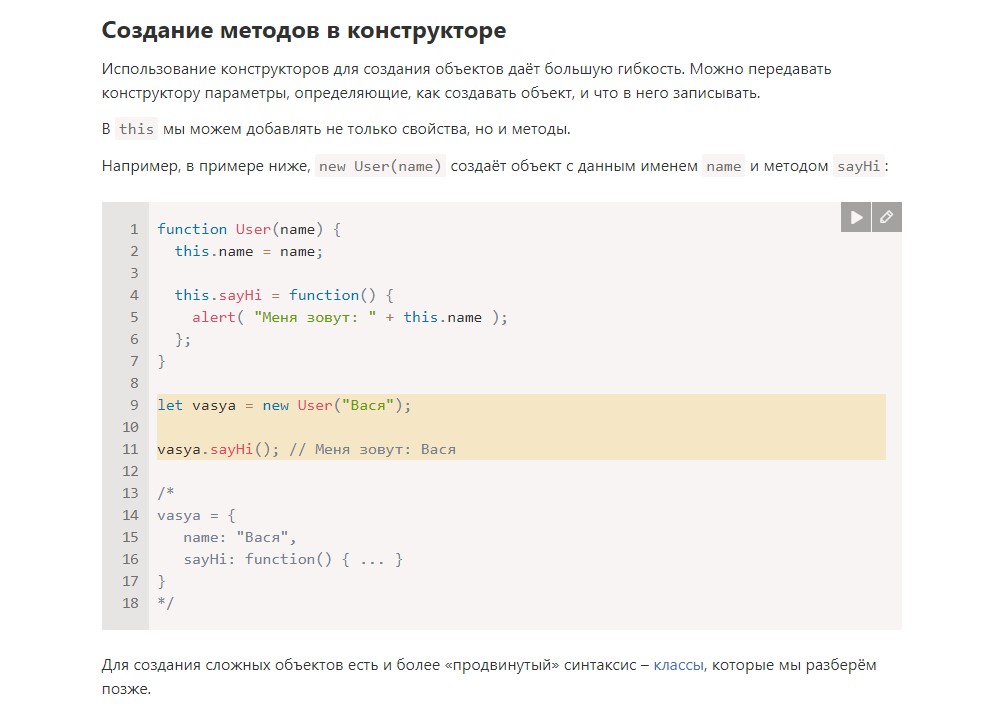 Создание методов в конструкторе
Использование конструкторов для создания объектов даёт большую гибкость. Можно передавать
конструктору параметры, определяющие, как создавать объект, и что в него записывать.
В this мы можем добавлять не только свойства, но и методы.
Например, в примере ниже, new User(name) создаёт объект с данным именем name и методом sayHi:
1 function User(name) {
2   this.name = name;
3
4   this.sayHi = function() {
5     alert( "Меня зовут: " + this.name );
6   };
7 }
8
9 let vasya = new User("Вася");
10
11 vasya.sayHi(); // Меня зовут: Вася
12
13 /*
14 vasya = {
15    name: "Вася",
16    sayHi: function() { ... }
17 }
18 */
Для создания сложных объектов есть и более «продвинутый» синтаксис – классы, которые мы разберём
позже.